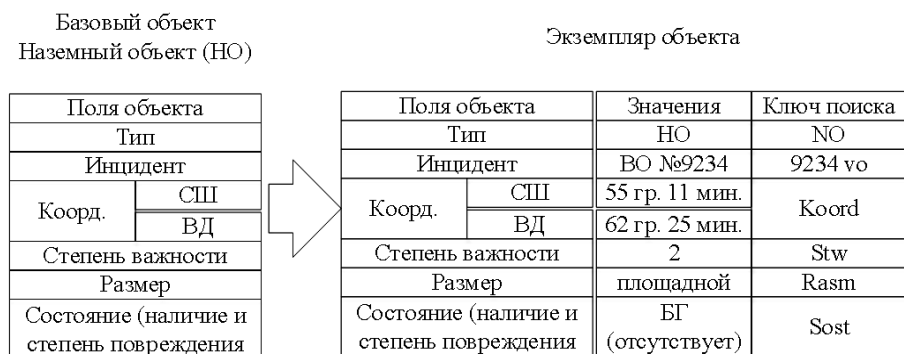 Базовый объект
Наземный объект (НО)
Экземпляр объекта
Поля объекта
Тип
Инцидент
Коорд.
СШ
ВД
Степень важности
Размер
Состояние (наличие и
степень повреждения
Поля объекта Значения Ключ поиска
Тип НО NO
Инцидент ВО №9234 9234 vo
Коорд. СШ 55 гр. 11 мин. Koord
ВД 62 гр. 25 мин.
Степень важности 2 Stw
Размер площадной Rasm
Состояние (наличие и БГ Sost
степень повреждения (отсутствует)